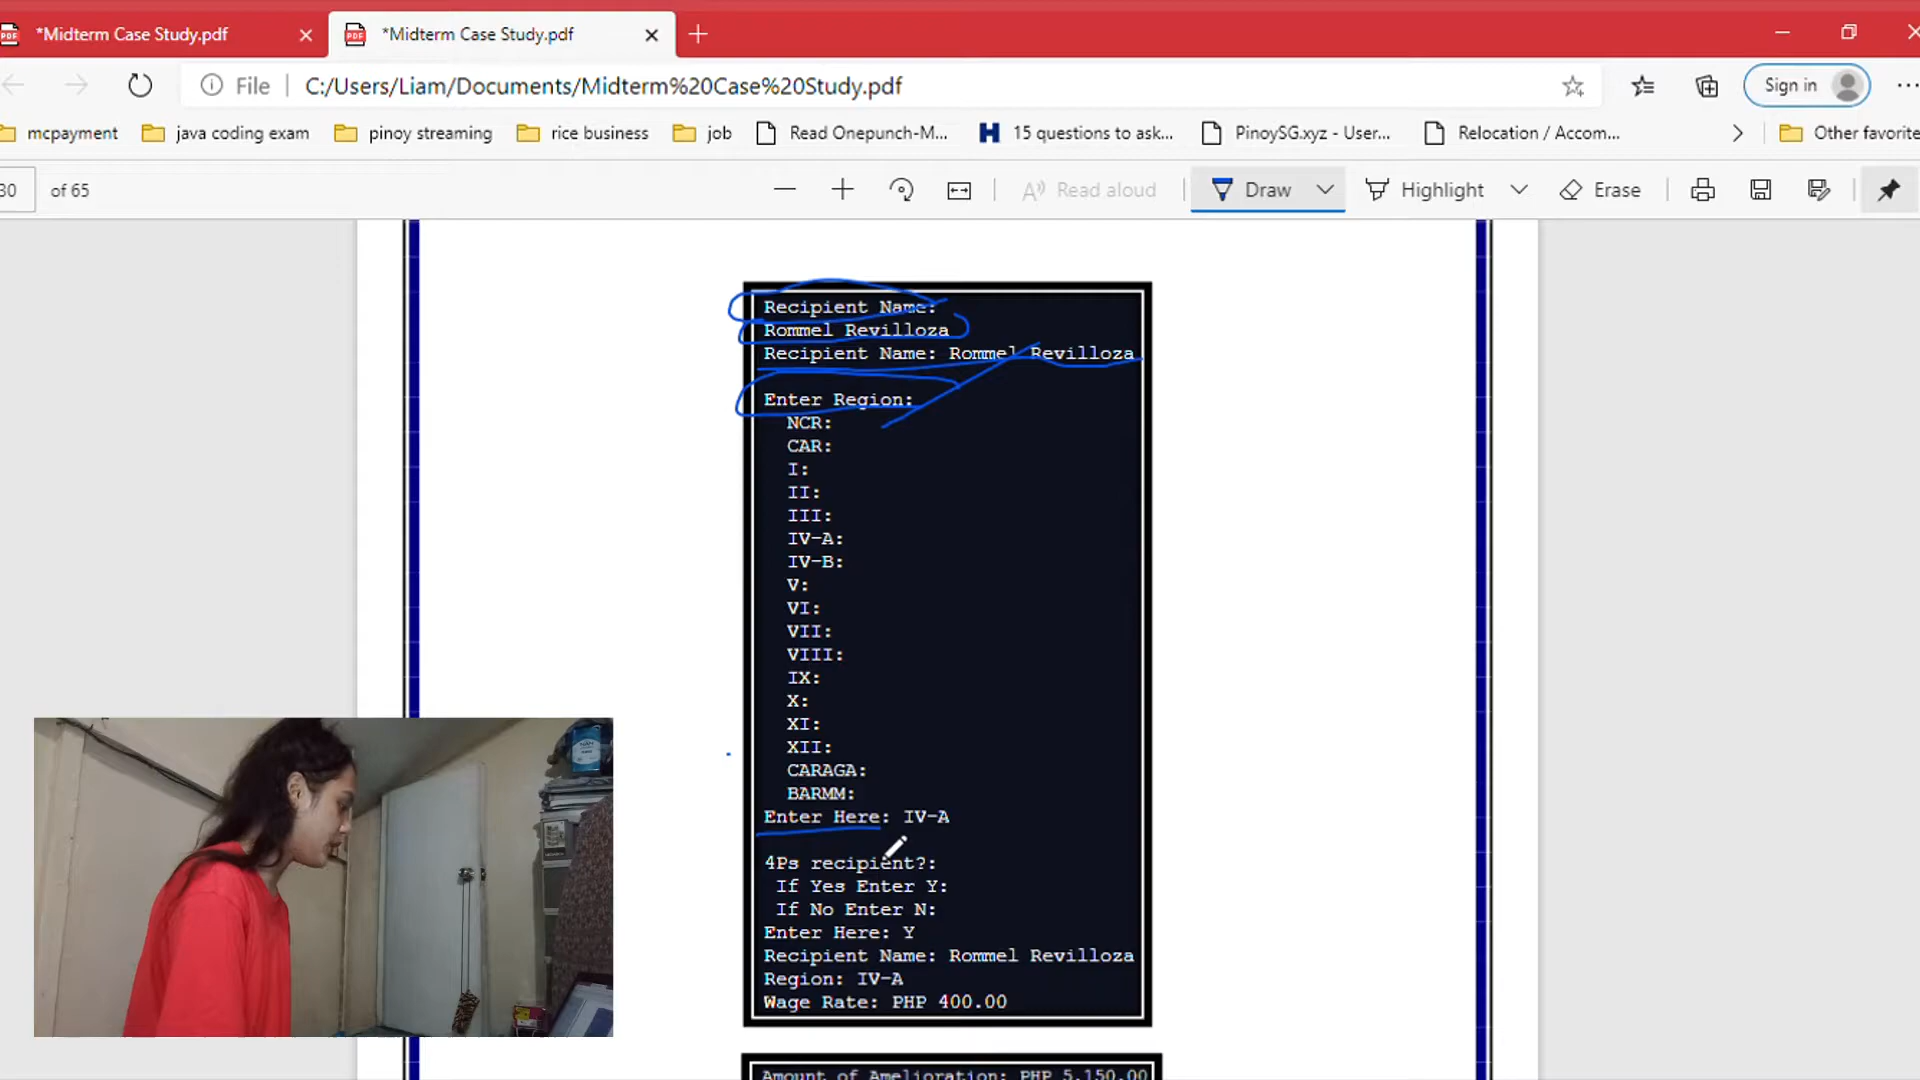 *Midterm Case Study.pdf
*Midterm Case Study.pdf
File
C:/Users/Liam/Documents/Midterm%20Case%20Study.pdf
Sign in
mcpayment
java coding exam
pinoy streaming
rice business
job
Read Onepunch-M...
15 questions to ask...
PinoySG.xyz - User...
Relocation / Accom...
Other favorite
30 of 65
Read aloud
Draw
Highlight
Erase
Recipient Name:
Rommel Revilloza
Recipient Name: Rommel Revilloza
Enter Region:
NCR:
CAR:
I:
II:
III:
IV-A:
IV-B:
V:
VI:
VII:
VIII:
IX:
X:
XI:
XII:
CARAGA:
BARMM:
Enter Here: IV-A
4Ps recipient?:
If Yes Enter Y:
If No Enter N:
Enter Here: Y
Recipient Name: Rommel Revilloza
Region: IV-A
Wage Rate: PHP 400.00
Amount of Amelioration: PHP 5,150.00